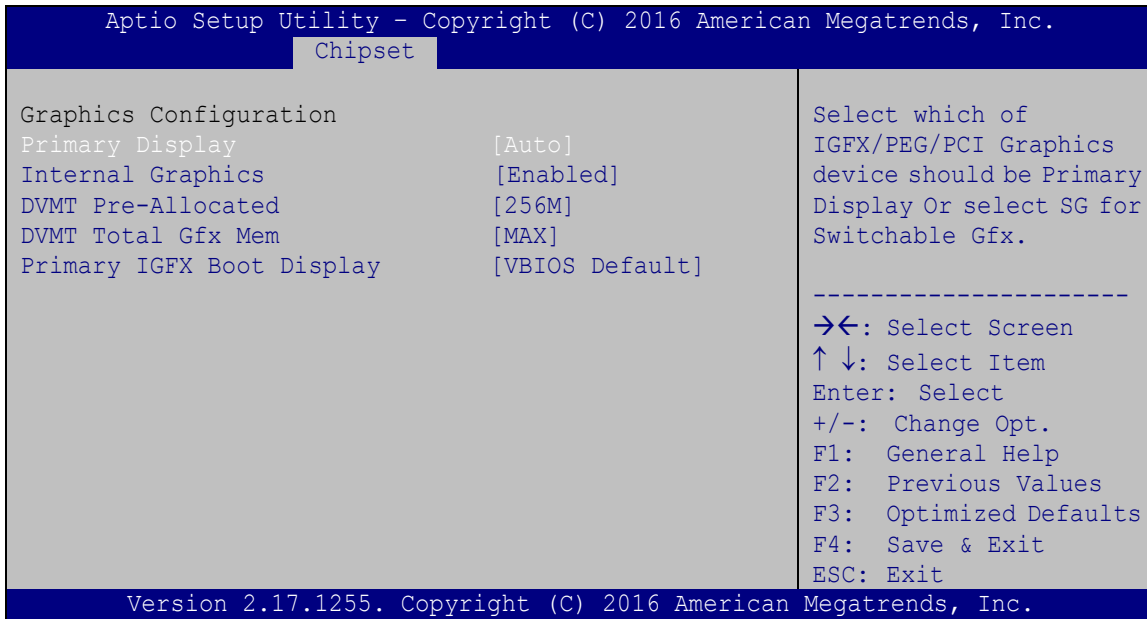 Aptio Setup Utility – Copyright (C) 2016 American Megatrends, Inc.
Chipset
Graphics Configuration
Primary Display [Auto]
Internal Graphics [Enabled]
DVMT Pre-Allocated [256M]
DVMT Total Gfx Mem [MAX]
Primary IGFX Boot Display [VBIOS Default]
Select which of
IGFX/PEG/PCI Graphics
device should be Primary
Display Or select SG for
Switchable Gfx.
----------------------
→←: Select Screen
↑ ↓: Select Item
Enter: Select
+/-: Change Opt.
F1: General Help
F2: Previous Values
F3: Optimized Defaults
F4: Save & Exit
ESC: Exit
Version 2.17.1255. Copyright (C) 2016 American Megatrends, Inc.